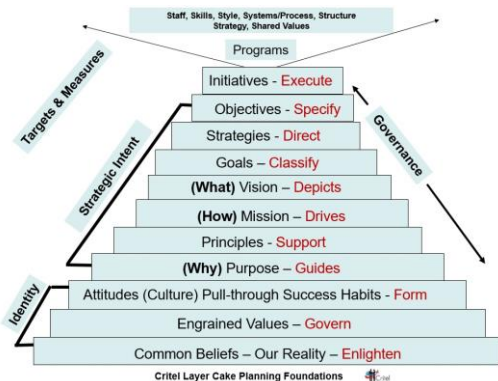 Staff, Skills, Style, Systems/Process, Structure
Strategy, Shared Values
Programs
Initiatives - Execute
Objectives - Specify
Strategies - Direct
Goals – Classify
(What) Vision – Depicts
(How) Mission – Drives
Principles - Support
(Why) Purpose – Guides
Attitudes (Culture) Pull-through Success Habits - Form
Engrained Values – Govern
Common Beliefs – Our Reality – Enlighten
Targets & Measures
Strategic Intent
Identity
Governance
Critel Layer Cake Planning Foundations
Critel